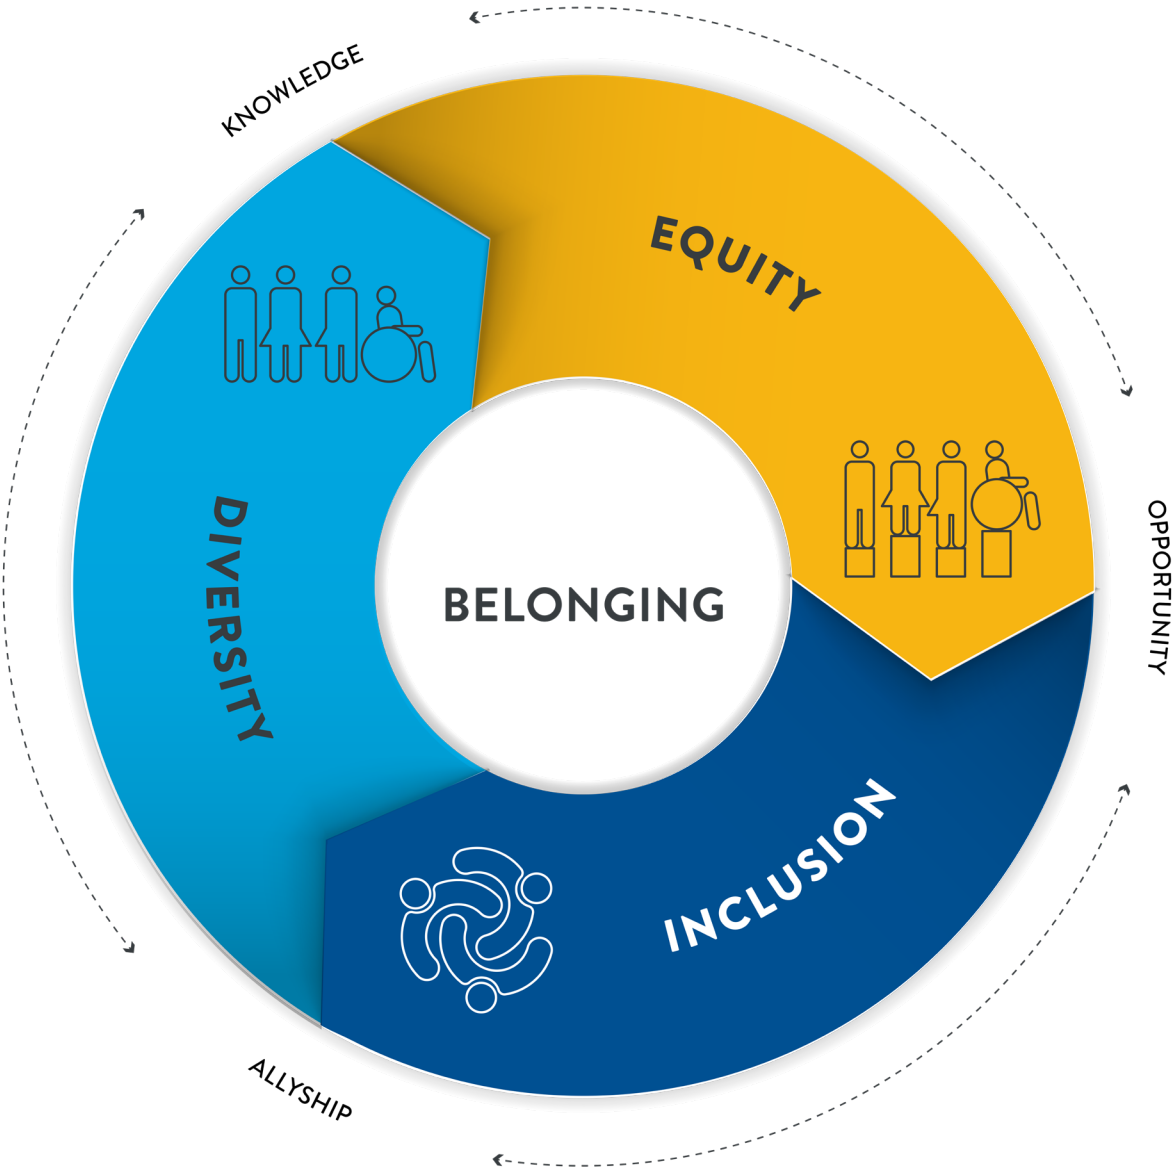 KNOWLEDGE
EQUITY
OPPORTUNITY
DIVERSITY
BELONGING
INCLUSION
ALLYSHIP